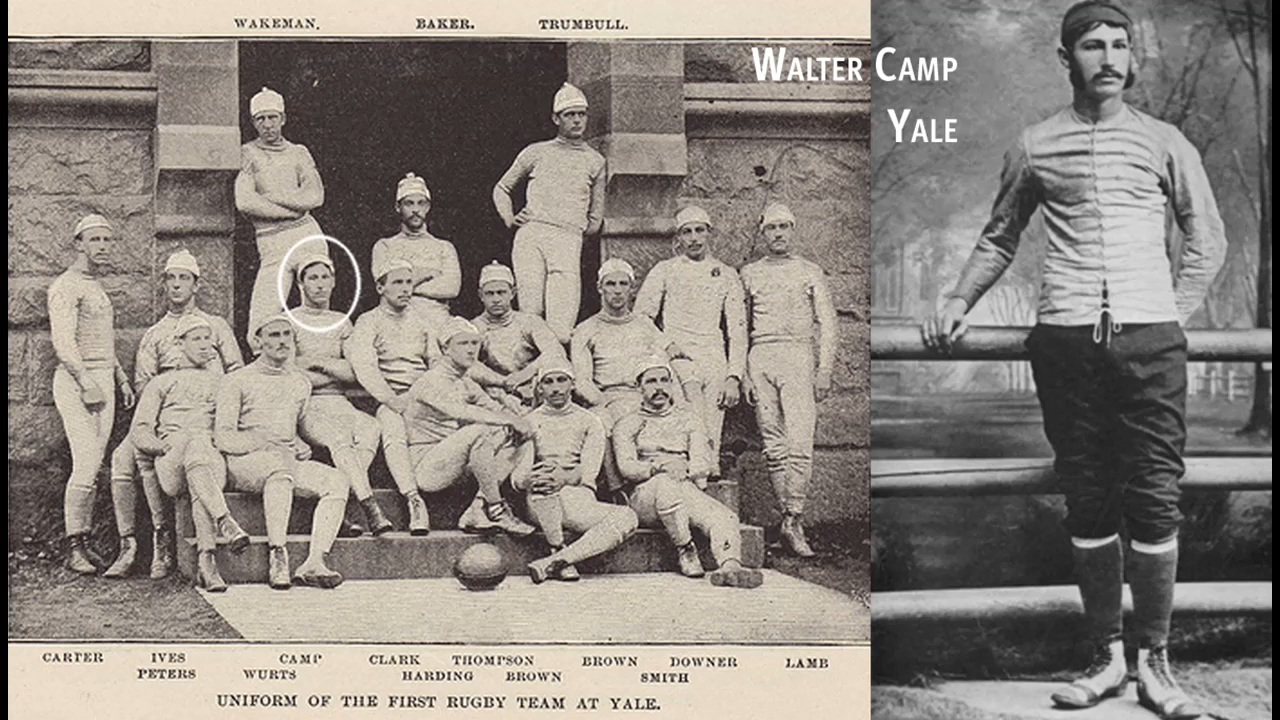 WAKEMAN. BAKER. TRUMBULL.
WALTER CAMP
YALE
CARTER IVES CAMP CLARK THOMPSON BROWN DOWNER LAMB
PETERS WURTS HARDING BROWN SMITH
UNIFORM OF THE FIRST RUGBY TEAM AT YALE.